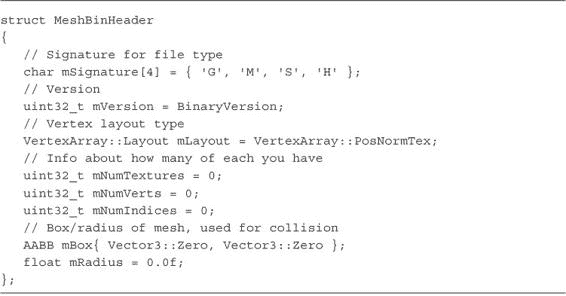 struct MeshBinHeader
{
   // Signature for file type
   char mSignature[4] = { 'G', 'M', 'S', 'H' };
   // Version
   uint32_t mVersion = BinaryVersion;
   // Vertex layout type
   VertexArray::Layout mLayout = VertexArray::PosNormTex;
   // Info about how many of each you have
   uint32_t mNumTextures = 0;
   uint32_t mNumVerts = 0;
   uint32_t mNumIndices = 0;
   // Box/radius of mesh, used for collision
   AABB mBox{ Vector3::Zero, Vector3::Zero };
   float mRadius = 0.0f;
};